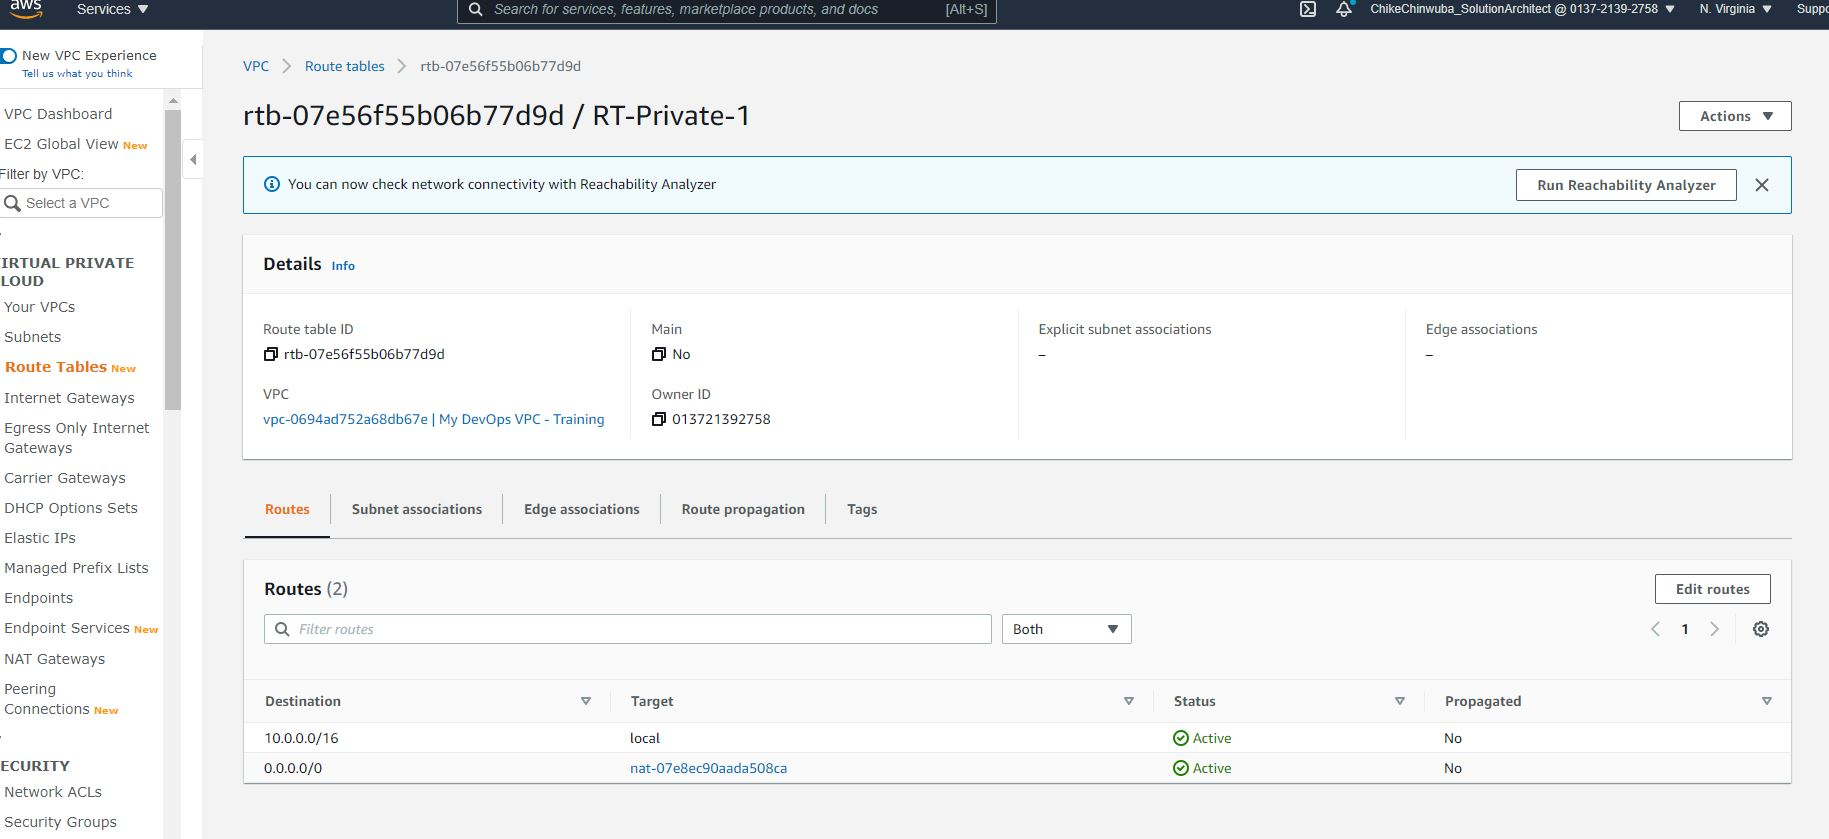 aws
Services
Search for services, features, marketplace products, and docs
[Alt+S]
ChikeChinwuba_SolutionArchitect @ 0137-2139-2758
N. Virginia
Suppo
New VPC Experience
Tell us what you think
VPC Dashboard
EC2 Global View New
Filter by VPC:
Select a VPC
IRTUAL PRIVATE
LOUD
Your VPCs
Subnets
Route Tables New
Internet Gateways
Egress Only Internet
Gateways
Carrier Gateways
DHCP Options Sets
Elastic IPs
Managed Prefix Lists
Endpoints
Endpoint Services New
NAT Gateways
Peering
Connections New
ECURITY
Network ACLs
Security Groups
VPC > Route tables > rtb-07e56f55b06b77d9d
rtb-07e56f55b06b77d9d / RT-Private-1
Actions
You can now check network connectivity with Reachability Analyzer
Run Reachability Analyzer
Details Info
Route table ID
rtb-07e56f55b06b77d9d
Main
No
Explicit subnet associations
–
Edge associations
–
VPC
vpc-0694ad752a68db67e | My DevOps VPC - Training
Owner ID
013721392758
Routes
Subnet associations
Edge associations
Route propagation
Tags
Routes (2)
Edit routes
Filter routes
Both
1
Destination Target Status Propagated
10.0.0.0/16 local Active No
0.0.0.0/0 nat-07e8ec90aada508ca Active No